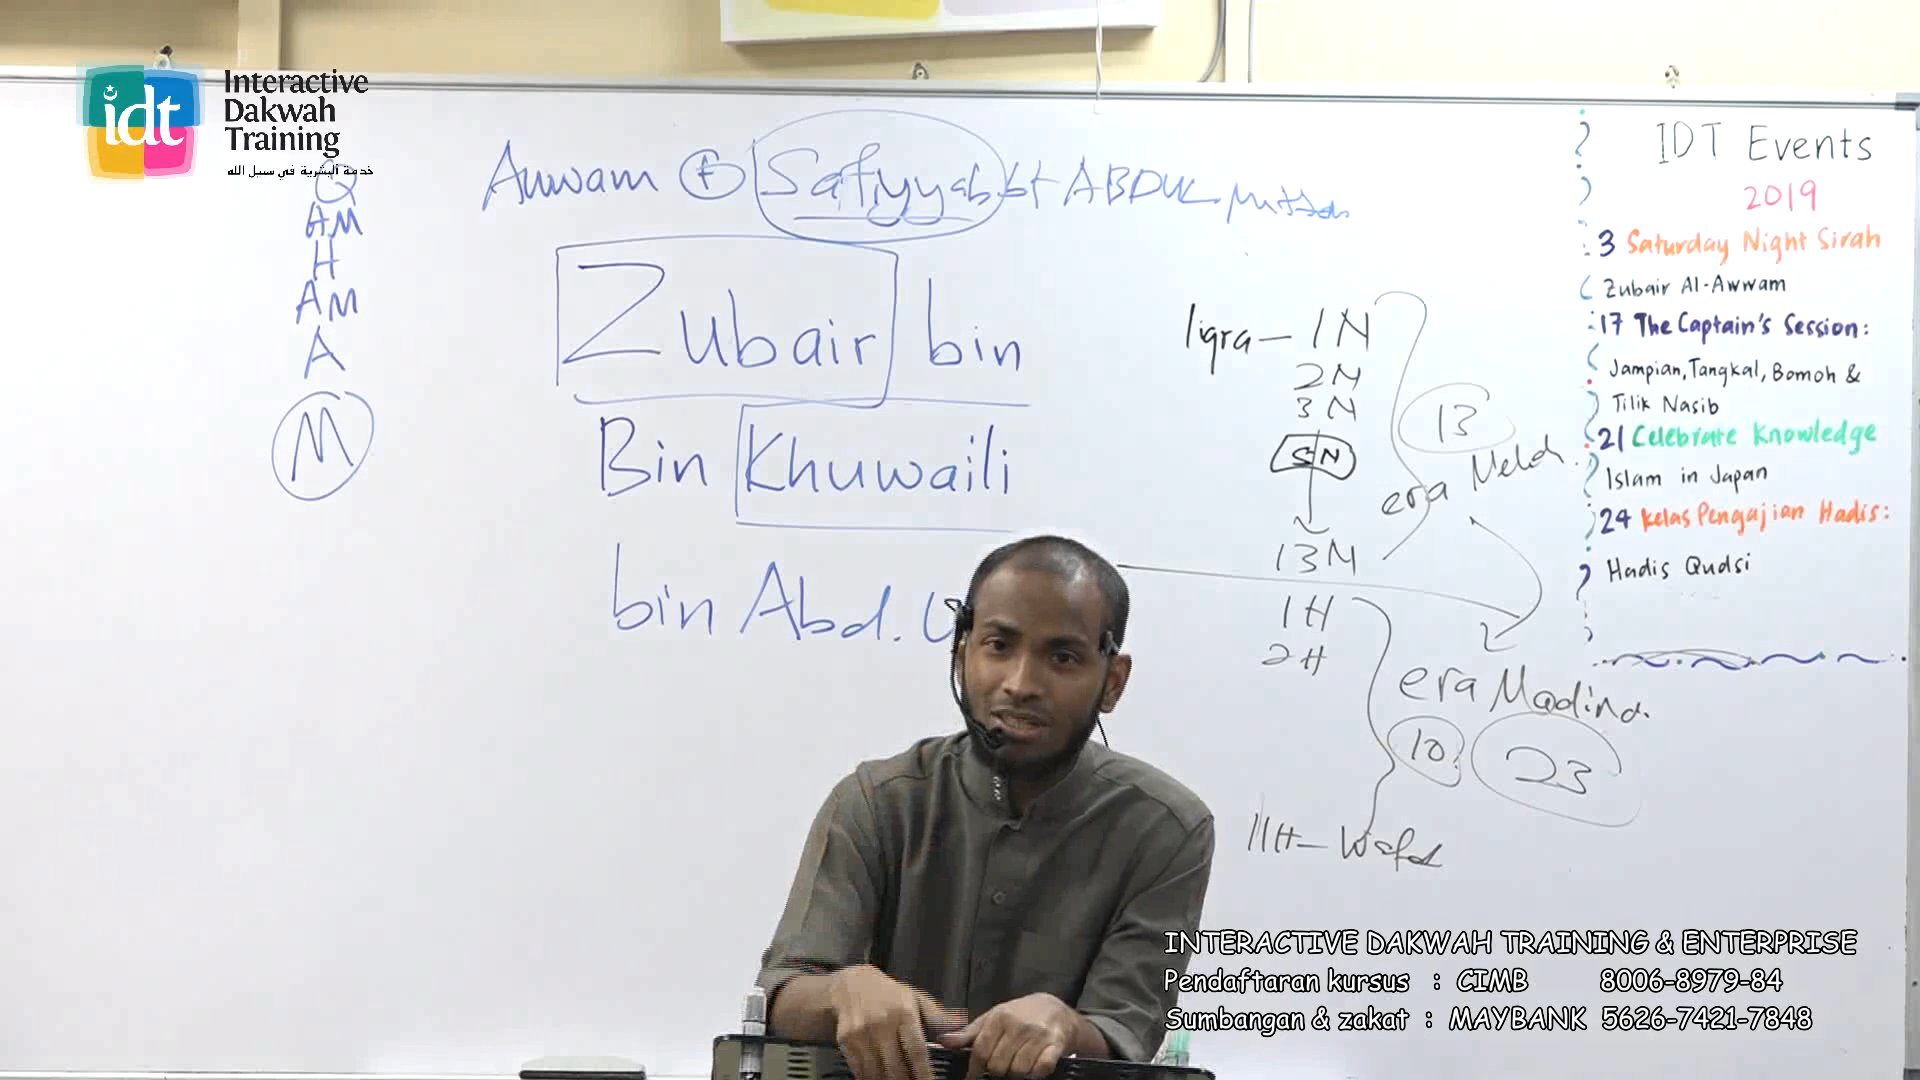 idt
Interactive
Dakwah
Training
خدمة البشرية في سبيل الله
Q
AM
H
AM
A
M
Awwam + Safiyyah bt ABDUL
Zubair bin
Bin Khuwaili
bin Abd. U
Iqra – 1N
2N
3N
5N
13N
13
era
1H
2H
era Madina
10
23
11H – Wafat
IDT Events
2019
3 Saturday Night Sirah
Zubair Al-Awwam
17 The Captain's Session:
Jampian, Tangkal, Bomoh &
Tilik Nasib
21 Celebrate Knowledge
Islam in Japan
24 Kelas Pengajian Hadis:
Hadis Qudsi
INTERACTIVE DAKWAH TRAINING & ENTERPRISE
Pendaftaran kursus : CIMB 8006-8979-84
Sumbangan & zakat : MAYBANK 5626-7421-7848